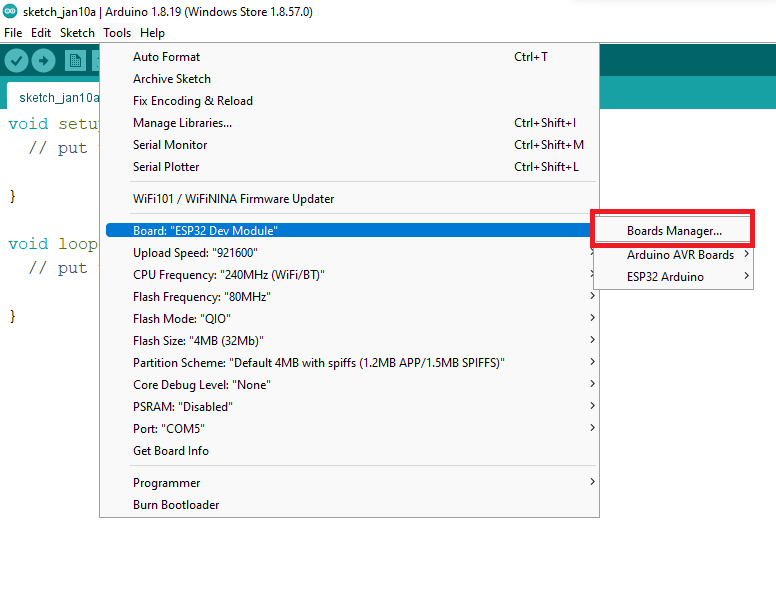 sketch_jan10a | Arduino 1.8.19 (Windows Store 1.8.57.0)
File Edit Sketch Tools Help
sketch_jan10a
void setup
// put
}
void loop
// put
}
Auto Format Ctrl+T
Archive Sketch
Fix Encoding & Reload
Manage Libraries... Ctrl+Shift+I
Serial Monitor Ctrl+Shift+M
Serial Plotter Ctrl+Shift+L
WiFi101 / WiFiNINA Firmware Updater
Board: "ESP32 Dev Module"
Upload Speed: "921600"
CPU Frequency: "240MHz (WiFi/BT)"
Flash Frequency: "80MHz"
Flash Mode: "QIO"
Flash Size: "4MB (32Mb)"
Partition Scheme: "Default 4MB with spiffs (1.2MB APP/1.5MB SPIFFS)"
Core Debug Level: "None"
PSRAM: "Disabled"
Port: "COM5"
Get Board Info
Programmer
Burn Bootloader
Boards Manager...
Arduino AVR Boards
ESP32 Arduino